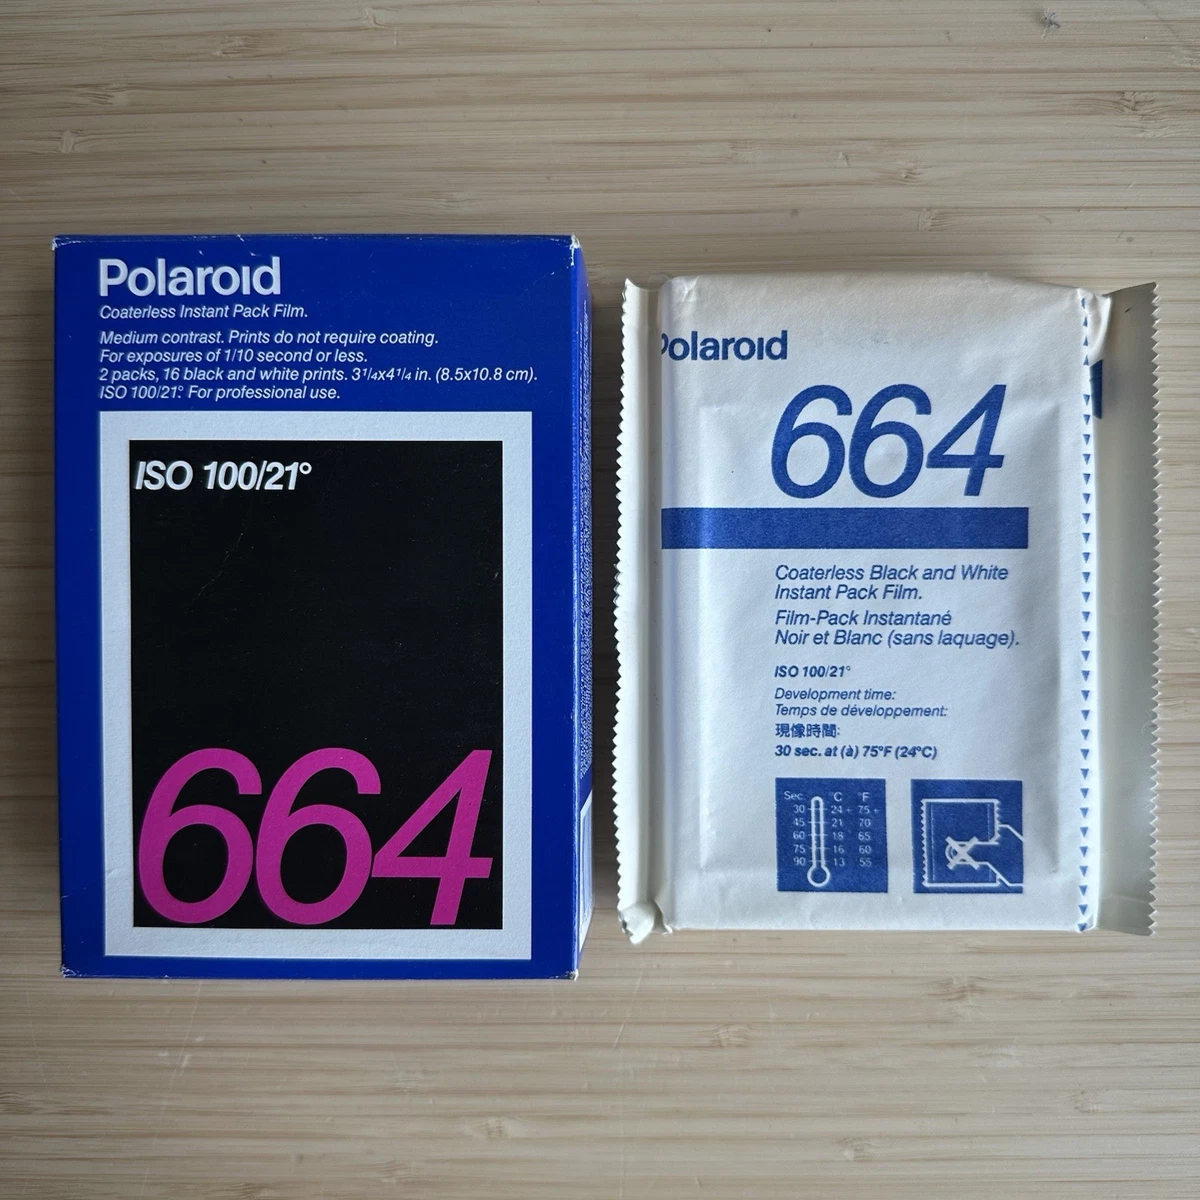 Polaroid
Coaterless Instant Pack Film.
Medium contrast. Prints do not require coating.
For exposures of 1/10 second or less.
2 packs, 16 black and white prints. 3 1/4x4 1/4 in. (8.5x10.8 cm).
ISO 100/21°. For professional use.
ISO 100/21°
664
Polaroid
664
Coaterless Black and White
Instant Pack Film.
Film-Pack Instantané
Noir et Blanc (sans laquage).
ISO 100/21°
Development time:
Temps de développement:
現像時間:
30 sec. at (à) 75°F (24°C)
Sec. °C °F
30 24+ 75+
45 21 70
60 18 65
75 16 60
90 13 55